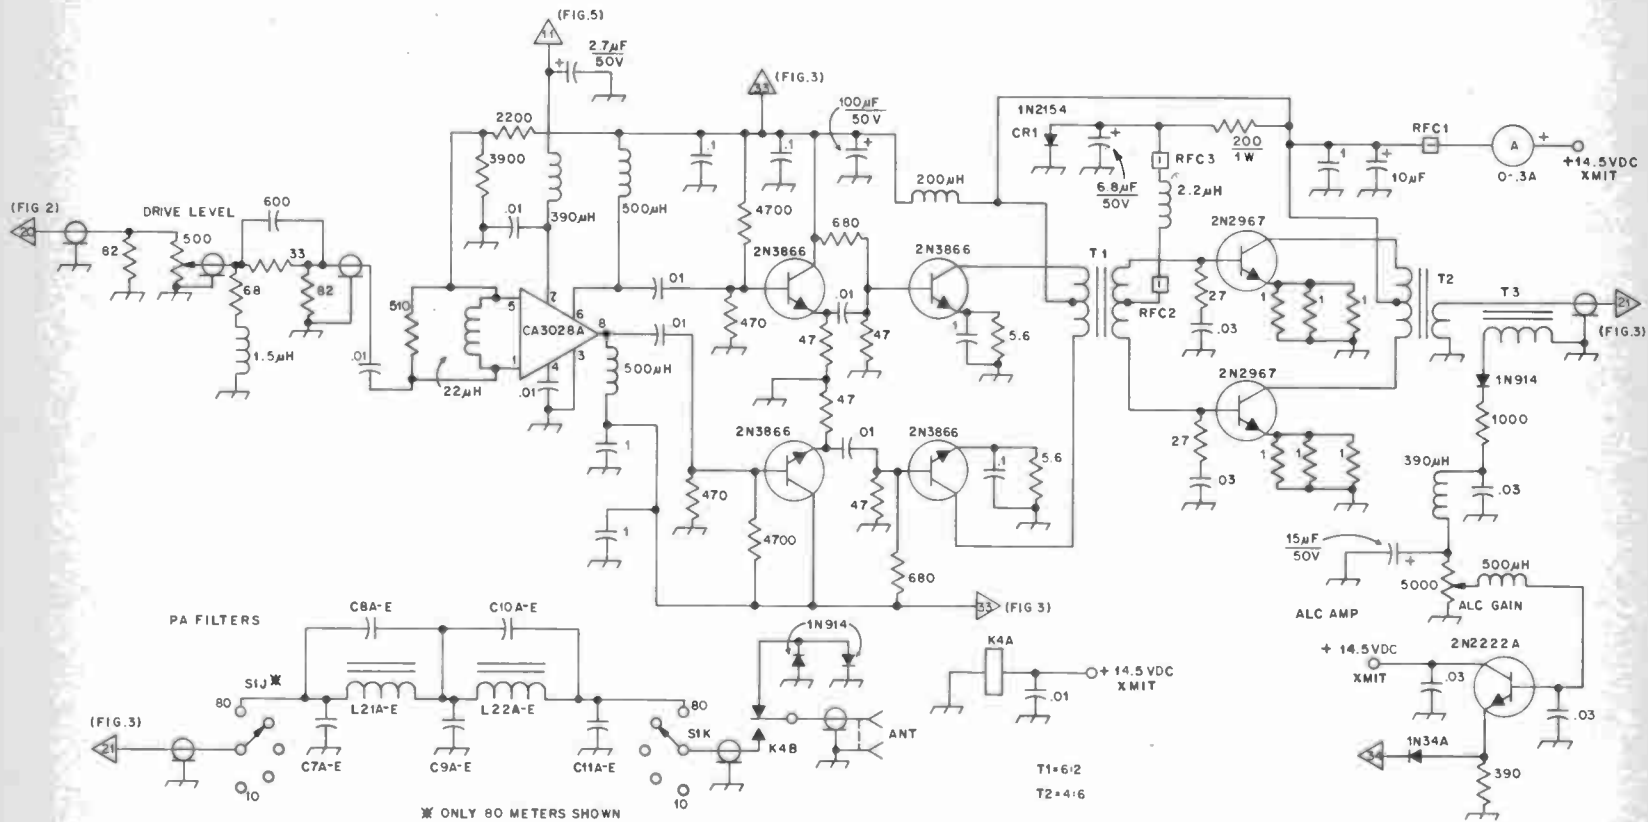 (FIG.5)
11
2.7µF
50V
33
(FIG.3)
100µF
50V
1N2154
CR1
6.8µF
50V
200
1W
RFC3
2.2µH
RFC1
.1
10µF
A
0-.3A
+
+14.5VDC
XMIT
2200
3900
.01
390µH
500µH
.1
.1
4700
200µH
(FIG 2)
20
DRIVE LEVEL
82
500
600
33
68
82
1.5µH
.01
510
22µH
5
1
2
7
6
8
3
4
CA3028A
.01
500µH
.01
.01
470
2N3866
680
.01
47
47
2N3866
.1
5.6
T1
RFC2
2N2967
27
.03
1
1
1
T2
T3
21
(FIG.3)
1N914
1000
390µH
.03
2N2967
27
.03
1
1
1
.1
.1
470
4700
47
2N3866
.01
47
2N3866
.1
5.6
680
33
(FIG 3)
15µF
50V
5000
500µH
ALC GAIN
ALC AMP
2N2222A
+ 14.5VDC
XMIT
.03
.03
1N34A
34
390
PA FILTERS
C8A-E
C10A-E
1N914
K4A
+ 14.5VDC
XMIT
.01
S1J ※
80
L21A-E
L22A-E
80
(FIG.3)
21
C7A-E
C9A-E
C11A-E
S1K
K4B
ANT
10
10
※ ONLY 80 METERS SHOWN
T1=6:2
T2=4:6